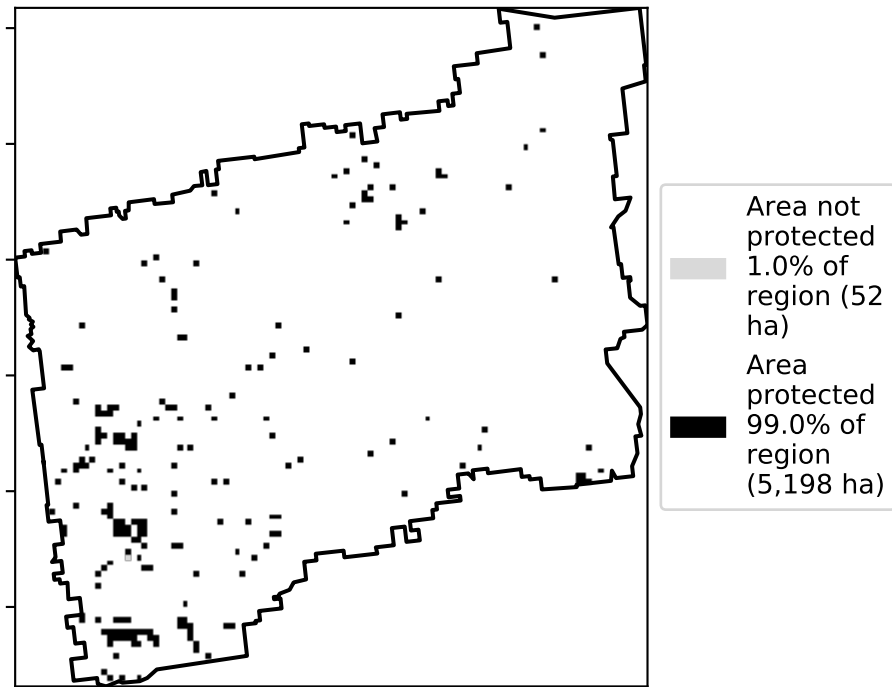 Area not
protected
1.0% of
region (52
ha)
Area
protected
99.0% of
region
(5,198 ha)